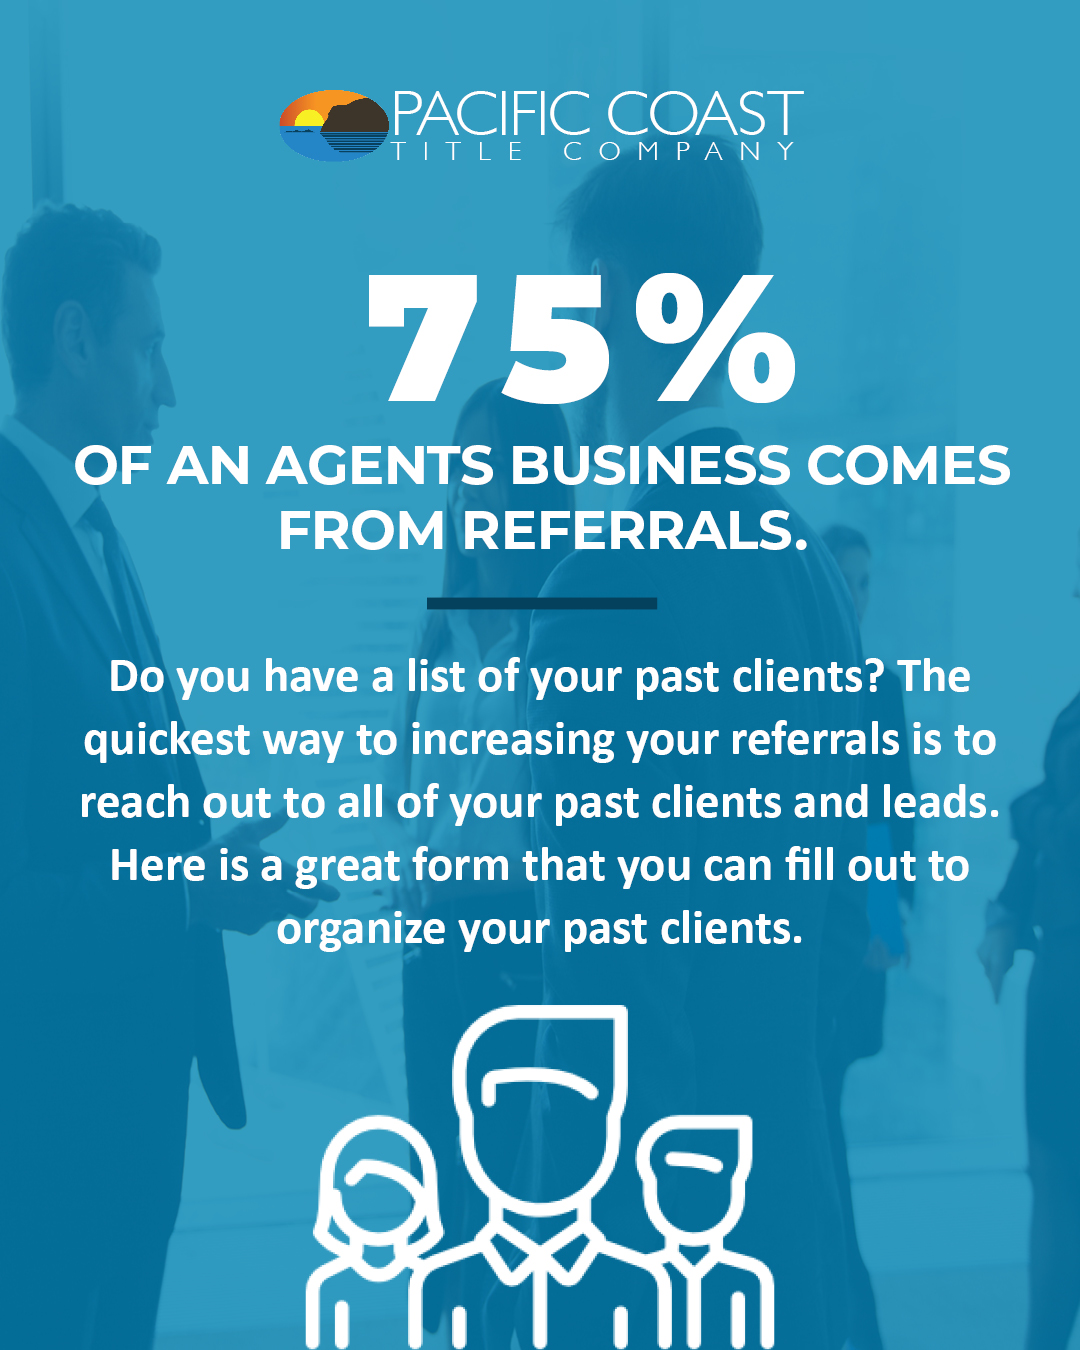 PACIFIC COAST
TITLE COMPANY
75%
OF AN AGENTS BUSINESS COMES
FROM REFERRALS.
Do you have a list of your past clients? The
quickest way to increasing your referrals is to
reach out to all of your past clients and leads.
Here is a great form that you can fill out to
organize your past clients.